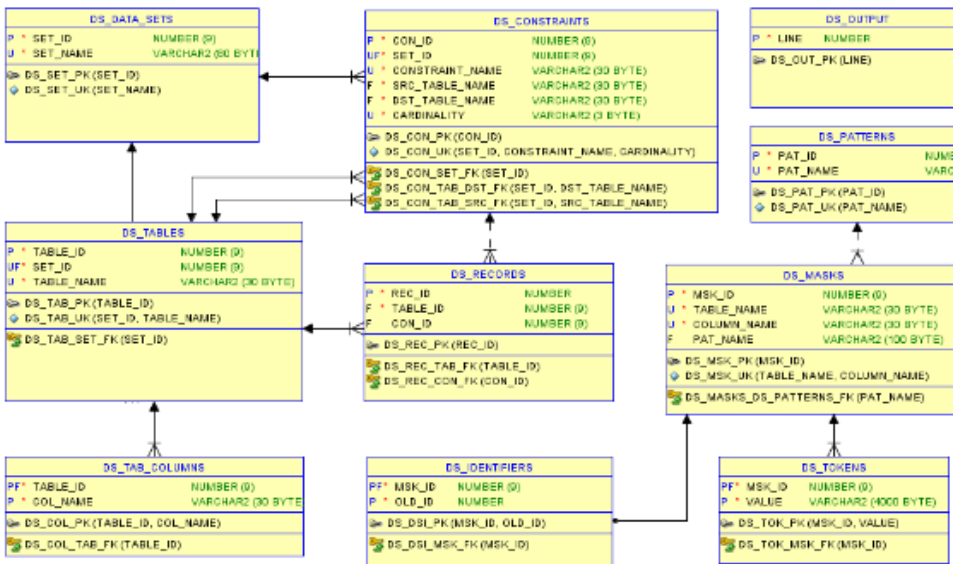 DS_DATA_SETS
P * SET_ID NUMBER (9)
U * SET_NAME VARCHAR2 (80 BYTE)
DS_SET_PK (SET_ID)
DS_SET_UK (SET_NAME)
DS_CONSTRAINTS
P * CON_ID NUMBER (9)
UF* SET_ID NUMBER (9)
U * CONSTRAINT_NAME VARCHAR2 (30 BYTE)
F * SRC_TABLE_NAME VARCHAR2 (30 BYTE)
F * DST_TABLE_NAME VARCHAR2 (30 BYTE)
U * CARDINALITY VARCHAR2 (3 BYTE)
DS_CON_PK (CON_ID)
DS_CON_UK (SET_ID, CONSTRAINT_NAME, CARDINALITY)
DS_CON_SET_FK (SET_ID)
DS_CON_TAB_DST_FK (SET_ID, DST_TABLE_NAME)
DS_CON_TAB_SRC_FK (SET_ID, SRC_TABLE_NAME)
DS_OUTPUT
P * LINE NUMBER
DS_OUT_PK (LINE)
DS_PATTERNS
P * PAT_ID NUM
U * PAT_NAME VARC
DS_PAT_PK (PAT_ID)
DS_PAT_UK (PAT_NAME)
DS_TABLES
P * TABLE_ID NUMBER (9)
UF* SET_ID NUMBER (9)
U * TABLE_NAME VARCHAR2 (30 BYTE)
DS_TAB_PK (TABLE_ID)
DS_TAB_UK (SET_ID, TABLE_NAME)
DS_TAB_SET_FK (SET_ID)
DS_RECORDS
P * REC_ID NUMBER
F * TABLE_ID NUMBER (9)
F CON_ID NUMBER (9)
DS_REC_PK (REC_ID)
DS_REC_TAB_FK (TABLE_ID)
DS_REC_CON_FK (CON_ID)
DS_MASKS
P * MSK_ID NUMBER (9)
U * TABLE_NAME VARCHAR2 (30 BYTE)
U * COLUMN_NAME VARCHAR2 (30 BYTE)
F PAT_NAME VARCHAR2 (100 BYTE)
DS_MSK_PK (MSK_ID)
DS_MSK_UK (TABLE_NAME, COLUMN_NAME)
DS_MASKS_DS_PATTERNS_FK (PAT_NAME)
DS_TAB_COLUMNS
PF* TABLE_ID NUMBER (9)
P * COL_NAME VARCHAR2 (30 BYTE
DS_COL_PK (TABLE_ID, COL_NAME)
DS_COL_TAB_FK (TABLE_ID)
DS_IDENTIFIERS
PF* MSK_ID NUMBER (9)
P * OLD_ID NUMBER
DS_DSI_PK (MSK_ID, OLD_ID)
DS_DSI_MSK_FK (MSK_ID)
DS_TOKENS
PF* MSK_ID NUMBER (9)
P * VALUE VARCHAR2 (4000 BYTE)
DS_TOK_PK (MSK_ID, VALUE)
DS_TOK_MSK_FK (MSK_ID)